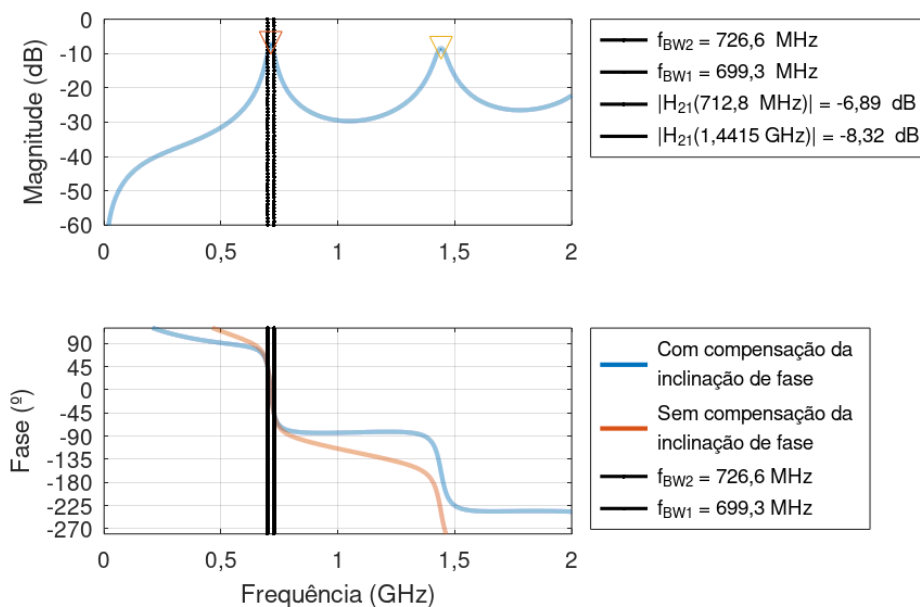 Magnitude (dB)
0
-10
-20
-30
-40
-50
-60
0
0,5
1
1,5
2
f_BW2 = 726,6 MHz
f_BW1 = 699,3 MHz
|H_21(712,8 MHz)| = -6,89 dB
|H_21(1,4415 GHz)| = -8,32 dB
Fase (º)
90
45
0
-45
-90
-135
-180
-225
-270
0
0,5
1
1,5
2
Frequência (GHz)
Com compensação da
inclinação de fase
Sem compensação da
inclinação de fase
f_BW2 = 726,6 MHz
f_BW1 = 699,3 MHz